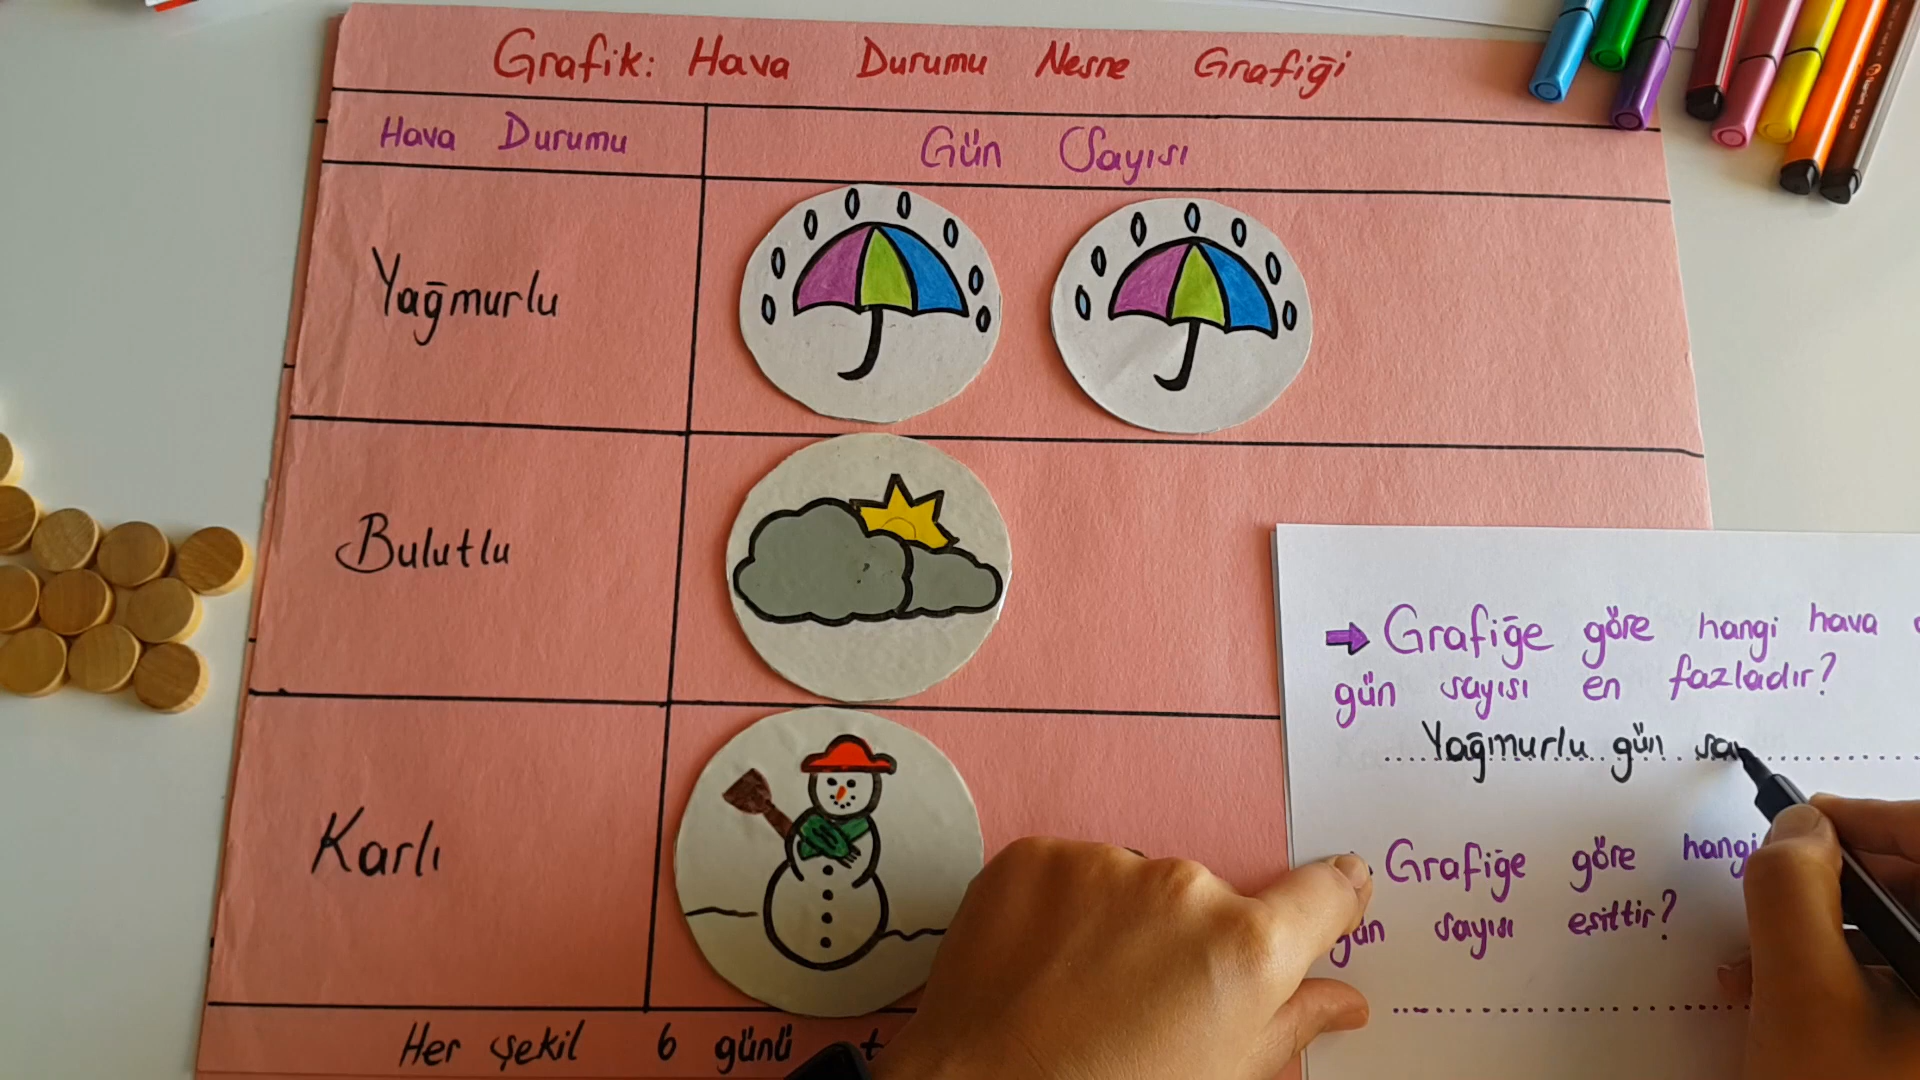 Grafik: Hava Durumu Nesne Grafiği
Hava Durumu
Gün Sayısı
Yağmurlu
Bulutlu
Karlı
Her şekil 6 günü
Grafiğe göre hangi hava
gün sayısı en fazladır?
Yağmurlu gün sa
Grafiğe göre hangi
gün sayısı eşittir?